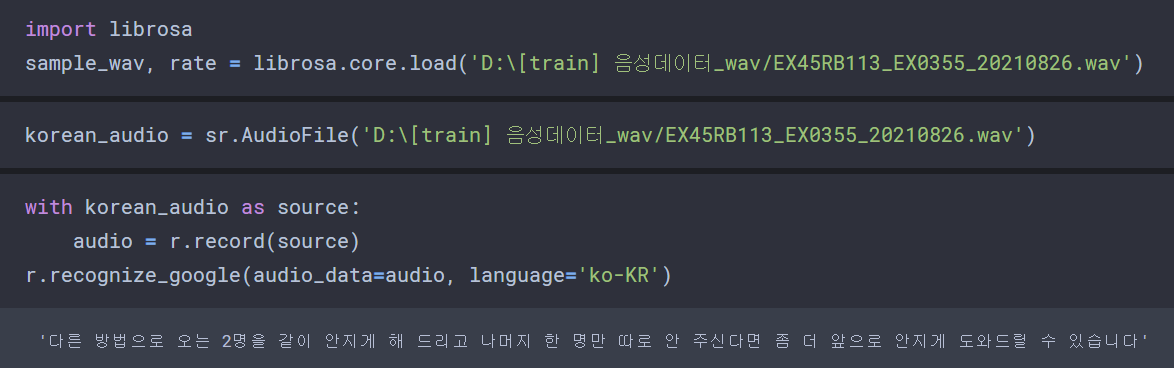 import librosa
sample_wav, rate = librosa.core.load('D:\[train] 음성데이터_wav/EX45RB113_EX0355_20210826.wav')
korean_audio = sr.AudioFile('D:\[train] 음성데이터_wav/EX45RB113_EX0355_20210826.wav')
with korean_audio as source:
    audio = r.record(source)
r.recognize_google(audio_data=audio, language='ko-KR')
'다른 방법으로 오는 2명을 같이 안지게 해 드리고 나머지 한 명만 따로 안 주신다면 좀 더 앞으로 안지게 도와드릴 수 있습니다'